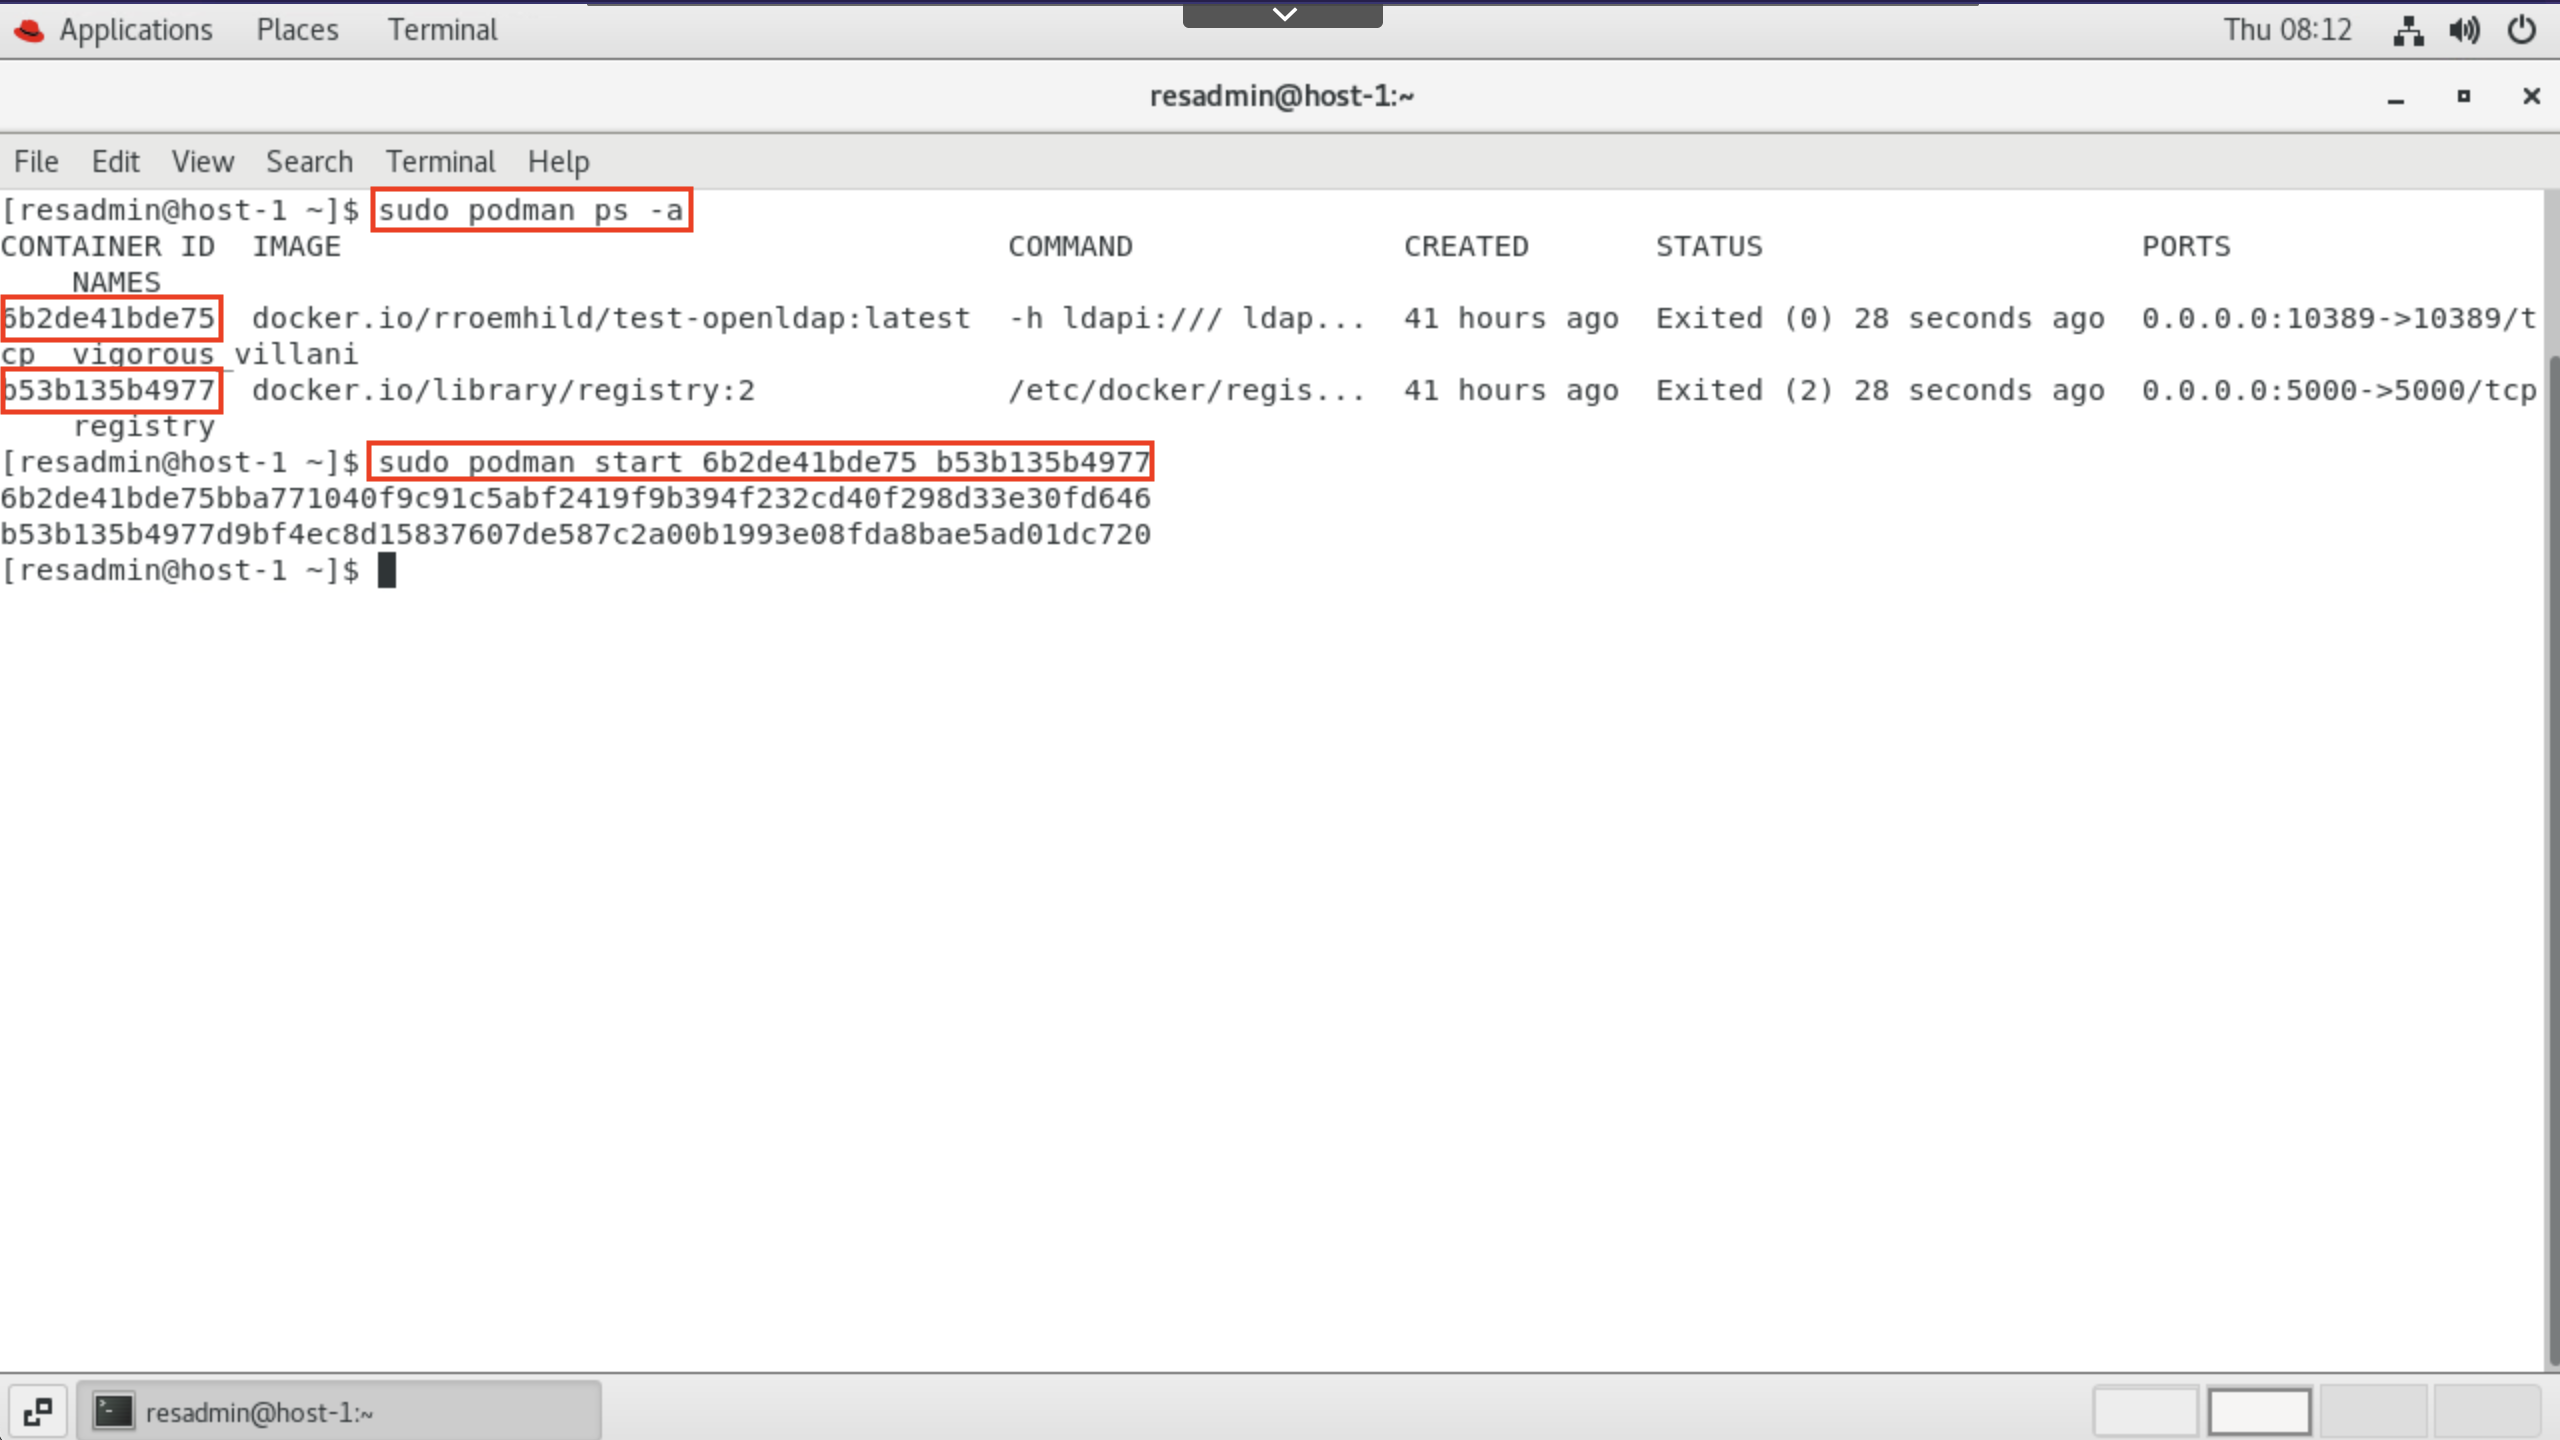 Applications Places Terminal Thu 08:12
resadmin@host-1:~
File Edit View Search Terminal Help
[resadmin@host-1 ~]$ sudo podman ps -a
CONTAINER ID  IMAGE                                     COMMAND               CREATED       STATUS                     PORTS
    NAMES
6b2de41bde75  docker.io/rroemhild/test-openldap:latest  -h ldapi:/// ldap...  41 hours ago  Exited (0) 28 seconds ago  0.0.0.0:10389->10389/t
cp  vigorous_villani
b53b135b4977  docker.io/library/registry:2              /etc/docker/regis...  41 hours ago  Exited (2) 28 seconds ago  0.0.0.0:5000->5000/tcp
    registry
[resadmin@host-1 ~]$ sudo podman start 6b2de41bde75 b53b135b4977
6b2de41bde75bba771040f9c91c5abf2419f9b394f232cd40f298d33e30fd646
b53b135b4977d9bf4ec8d15837607de587c2a00b1993e08fda8bae5ad01dc720
[resadmin@host-1 ~]$
resadmin@host-1:~